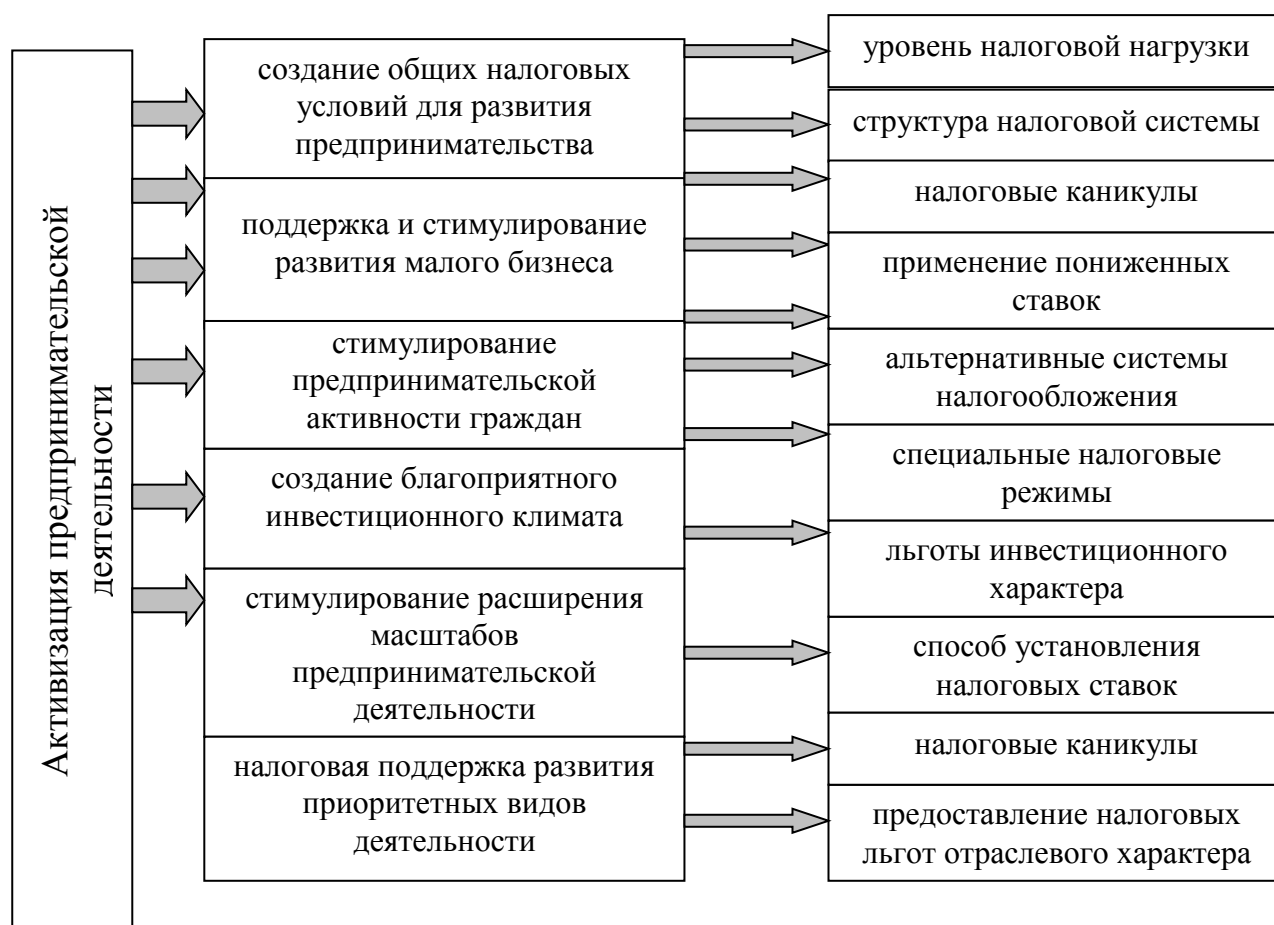 Активизация предпринимательской
деятельности
создание общих налоговых
условий для развития
предпринимательства
поддержка и стимулирование
развития малого бизнеса
стимулирование
предпринимательской
активности граждан
создание благоприятного
инвестиционного климата
стимулирование расширения
масштабов
предпринимательской
деятельности
налоговая поддержка развития
приоритетных видов
деятельности
уровень налоговой нагрузки
структура налоговой системы
налоговые каникулы
применение пониженных
ставок
альтернативные системы
налогообложения
специальные налоговые
режимы
льготы инвестиционного
характера
способ установления
налоговых ставок
налоговые каникулы
предоставление налоговых
льгот отраслевого характера